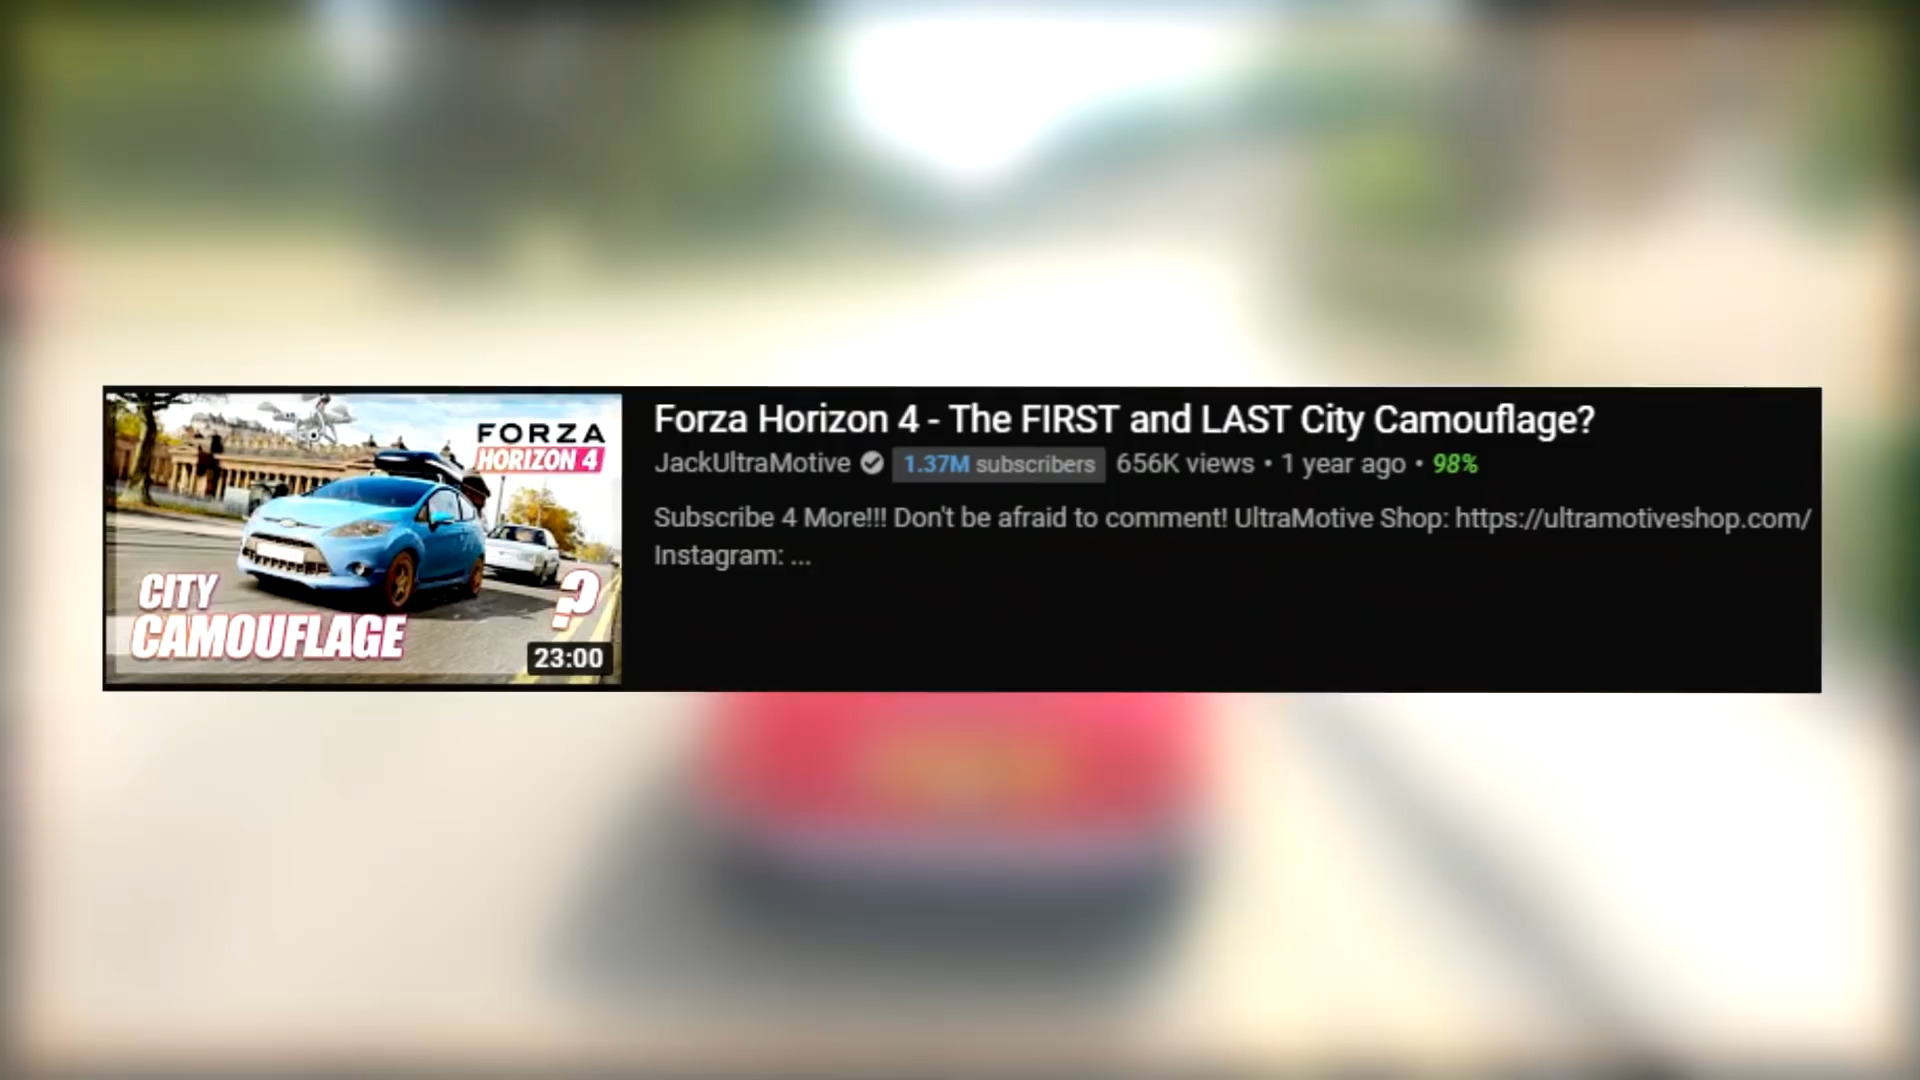 FORZA
HORIZON 4
CITY
CAMOUFLAGE
?
23:00
Forza Horizon 4 - The FIRST and LAST City Camouflage?
JackUltraMotive 1.37M subscribers 656K views • 1 year ago • 98%
Subscribe 4 More!!! Don't be afraid to comment! UltraMotive Shop: https://ultramotiveshop.com/
Instagram: ...